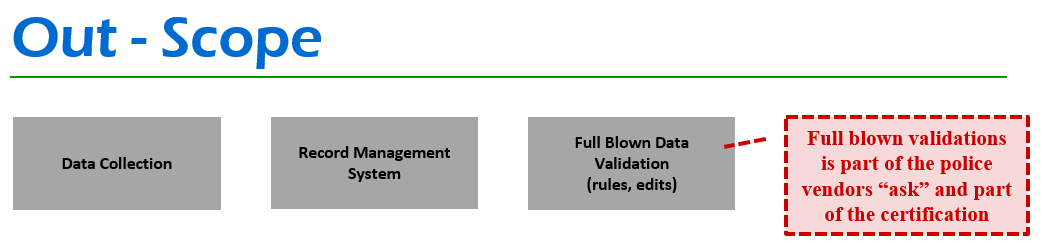 Out - Scope
Data Collection
Record Management
System
Full Blown Data
Validation
(rules, edits)
Full blown validations
is part of the police
vendors “ask” and part
of the certification